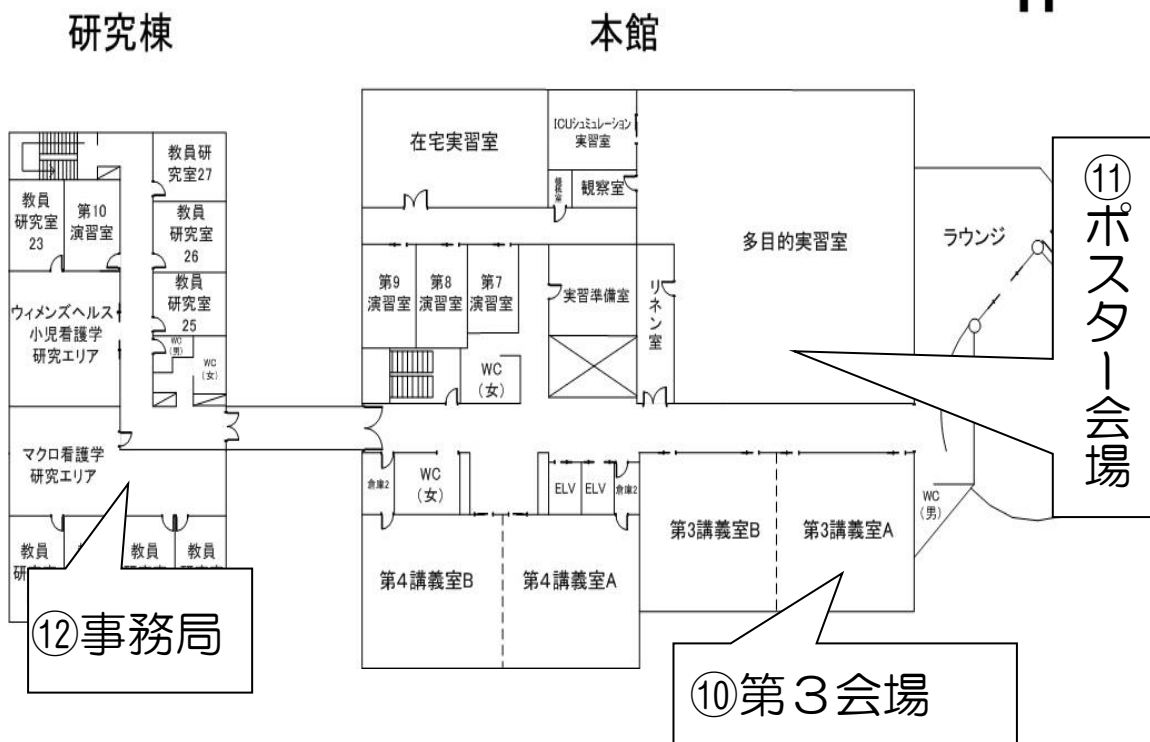 研究棟
本館
教員研
究室27
教員
研究室
23
第10
演習室
教員
研究室
26
教員
研究室
25
ウィメンズヘルス
小児看護学
研究エリア
WC
(男)
WC
(女)
マクロ看護学
研究エリア
教員
教員
教員
⑫事務局
在宅実習室
ICUシュミュレーション
実習室
観察室
多目的実習室
ラウンジ
⑪ポスター会場
第9
演習室
第8
演習室
第7
演習室
実習準備室
リネン室
WC
(女)
倉庫2
WC
(女)
ELV
ELV
倉庫2
第3講義室B
第3講義室A
WC
(男)
第4講義室B
第4講義室A
⑩第３会場